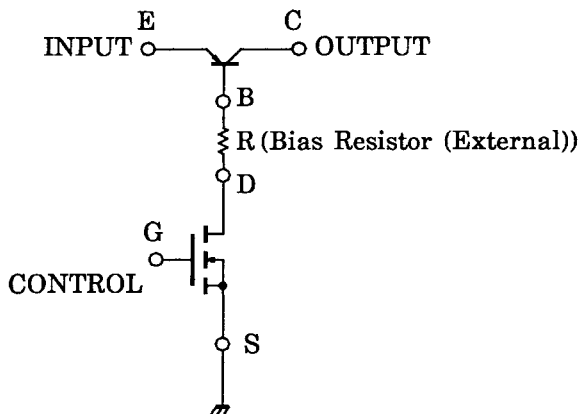 E C
INPUT OUTPUT
B
R (Bias Resistor (External))
D
G
CONTROL
S